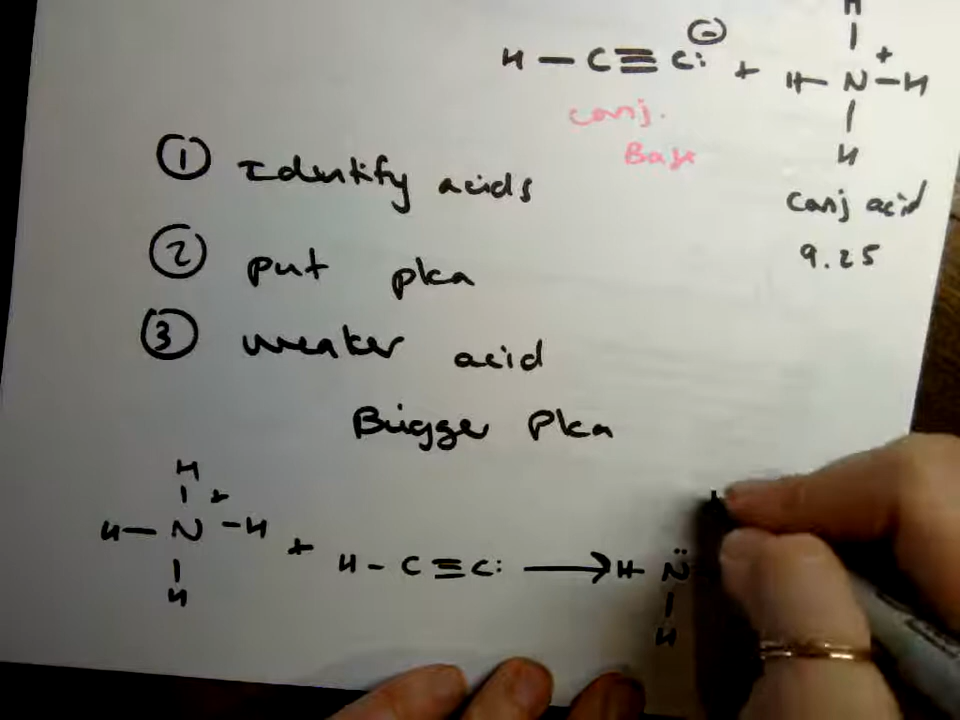 H
H — C ≡ C: ⊖ + H — N⁺ — H
H
conj. Base
conj acid
9.25
① Identify acids
② put pka
③ weaker acid
Bigger Pka
H
H — N⁺ — H + H - C ≡ C: ⟶ H - N̈
H H